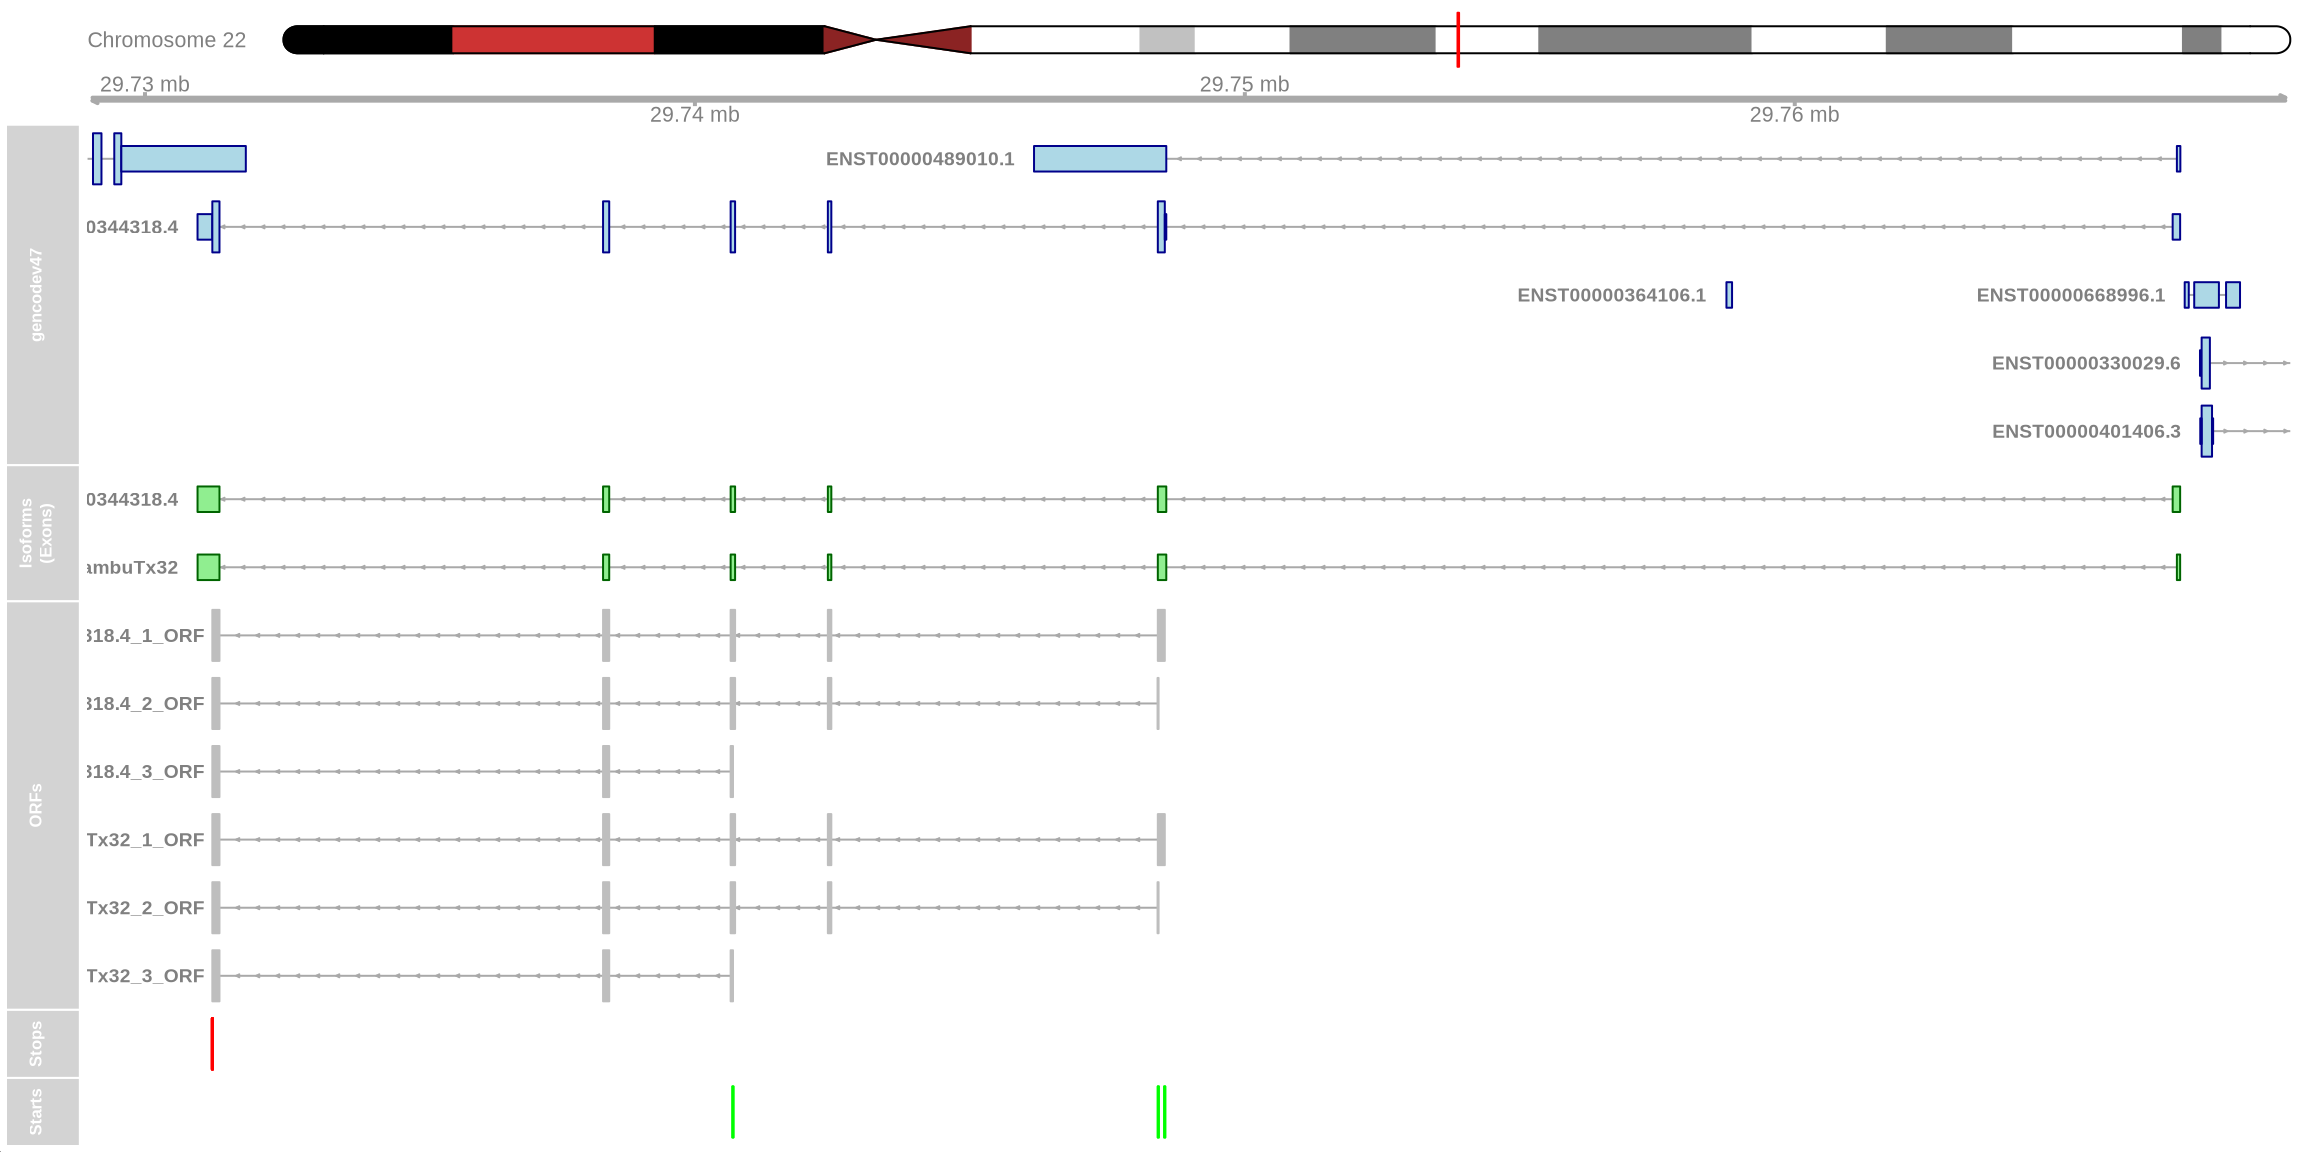 Chromosome 22
29.73 mb
29.75 mb
29.74 mb
29.76 mb
gencodev47
ENST00000489010.1
0344318.4
ENST00000364106.1
ENST00000668996.1
ENST00000330029.6
ENST00000401406.3
Isoforms
(Exons)
0344318.4
ambuTx32
ORFs
318.4_1_ORF
318.4_2_ORF
318.4_3_ORF
Tx32_1_ORF
Tx32_2_ORF
Tx32_3_ORF
Stops
Starts